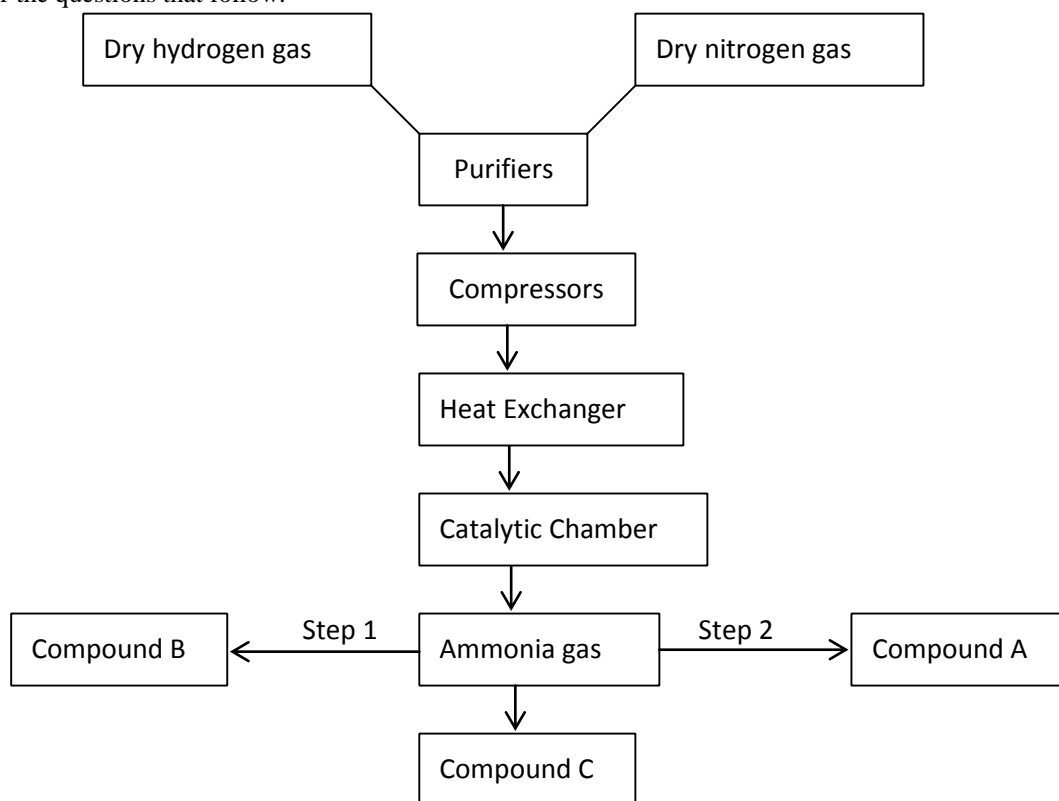 the questions that follow.
Dry hydrogen gas
Dry nitrogen gas
Purifiers
Compressors
Heat Exchanger
Catalytic Chamber
Compound B
Step 1
Ammonia gas
Step 2
Compound A
Compound C